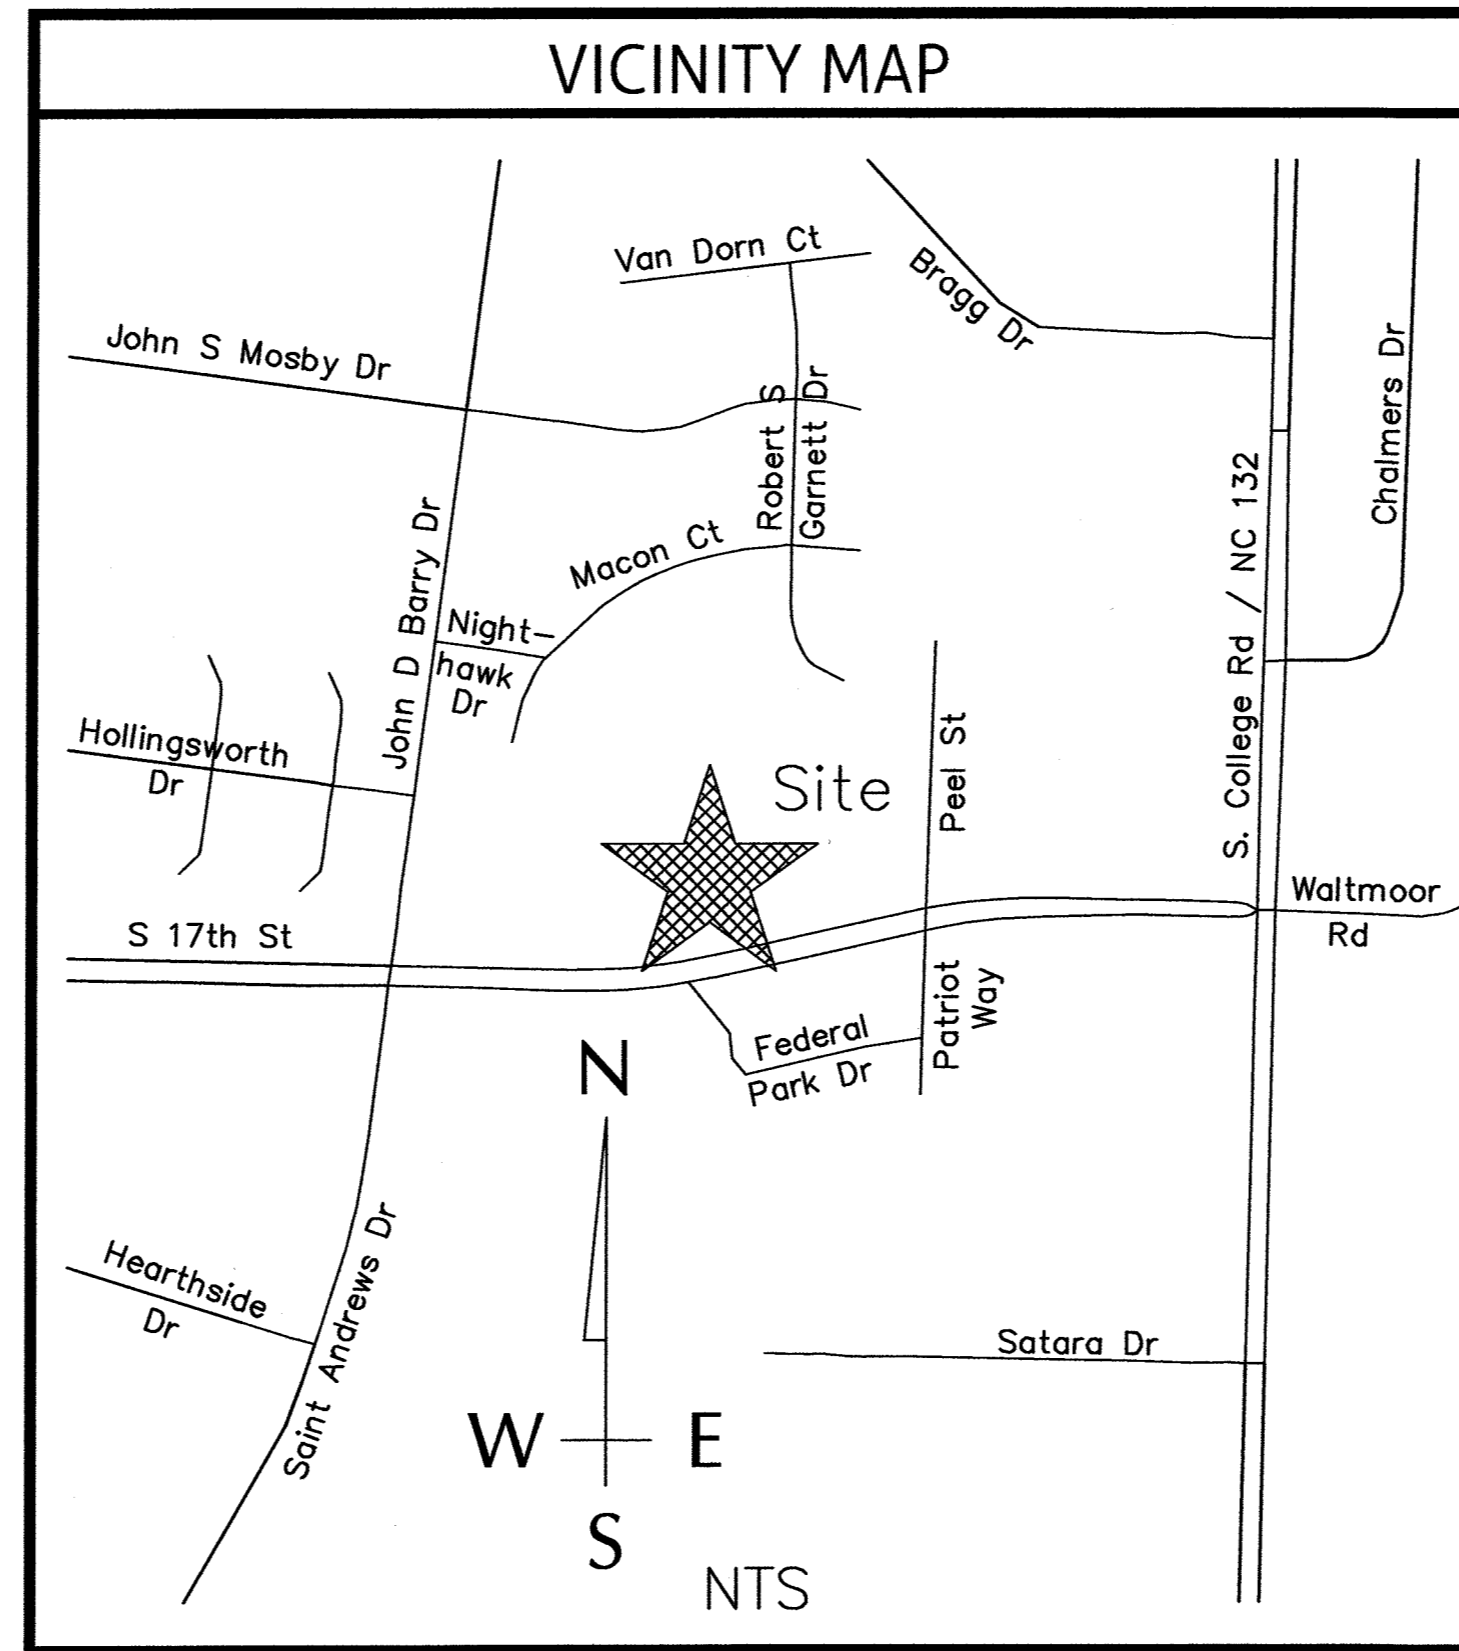 VICINITY MAP
Van Dorn Ct
Bragg Dr
John S Mosby Dr
Chalmers Dr
Robert S
Garnett Dr
S. College Rd / NC 132
Macon Ct
John D Barry Dr
Night-
hawk
Dr
Hollingsworth
Dr
Site
Peel St
Waltmoor
Rd
S 17th St
Patriot
Way
Federal
Park Dr
N
Hearthside
Dr
Saint Andrews Dr
Satara Dr
W E
S
NTS